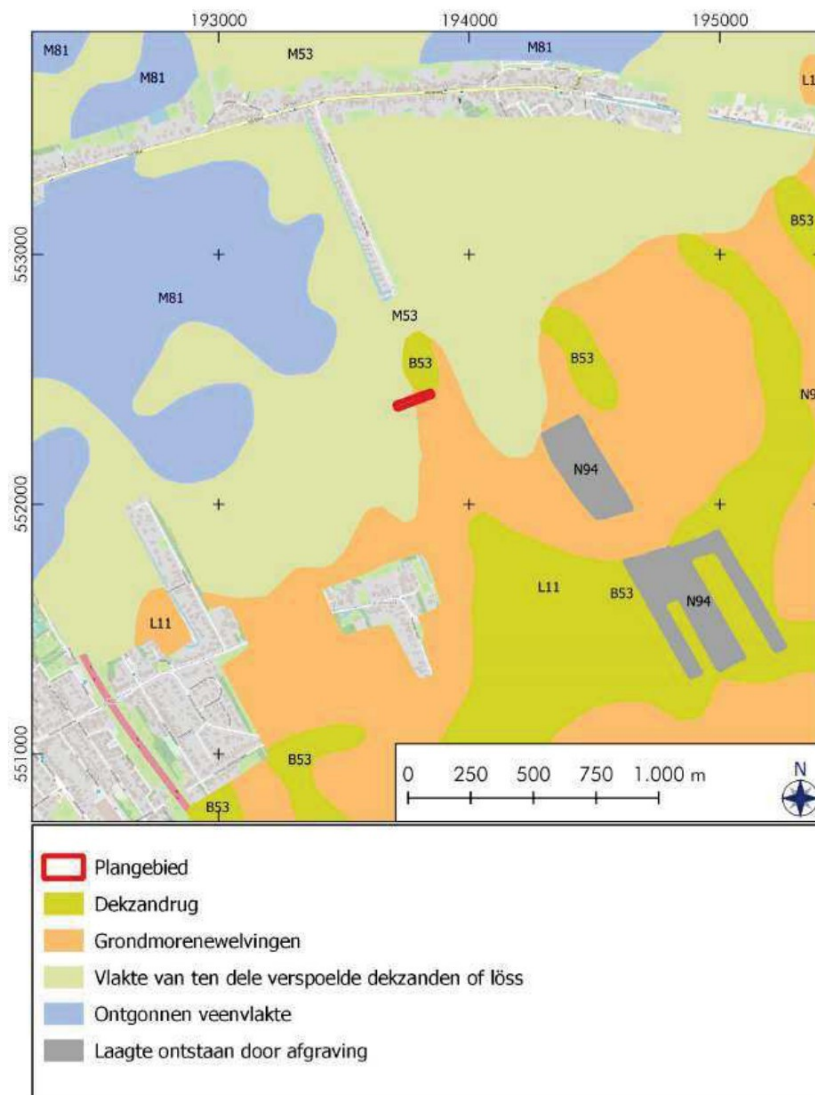 193000 194000 195000
M81 M53 M81
M81 L1
553000
B53
M81
M53
B53 B53
N9
N94
552000
L11 B53
N94
L11
551000
B53
B53
0 250 500 750 1.000 m
N
Plangebied
Dekzandrug
Grondmorenewelvingen
Vlakte van ten dele verspoelde dekzanden of löss
Ontgonnen veenvlakte
Laagte ontstaan door afgraving